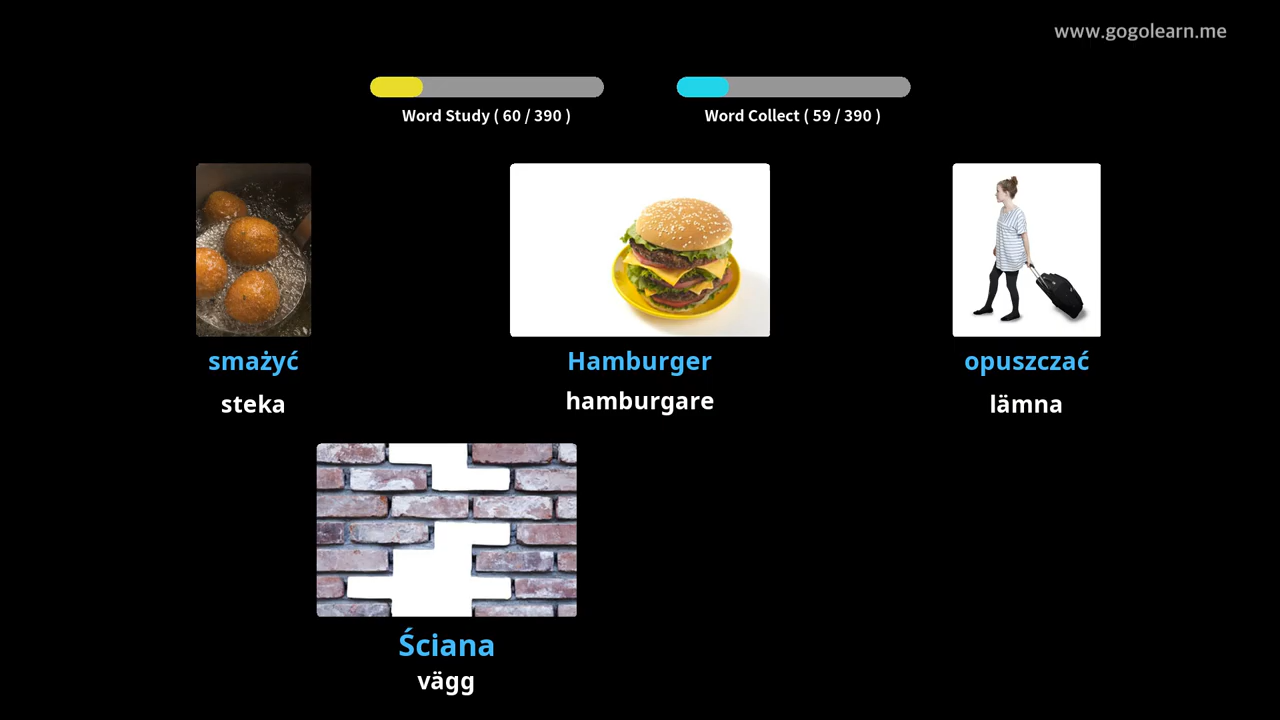 www.gogolearn.me
Word Study ( 60 / 390 )
Word Collect ( 59 / 390 )
smażyć
steka
Hamburger
hamburgare
opuszczać
lämna
Ściana
vägg